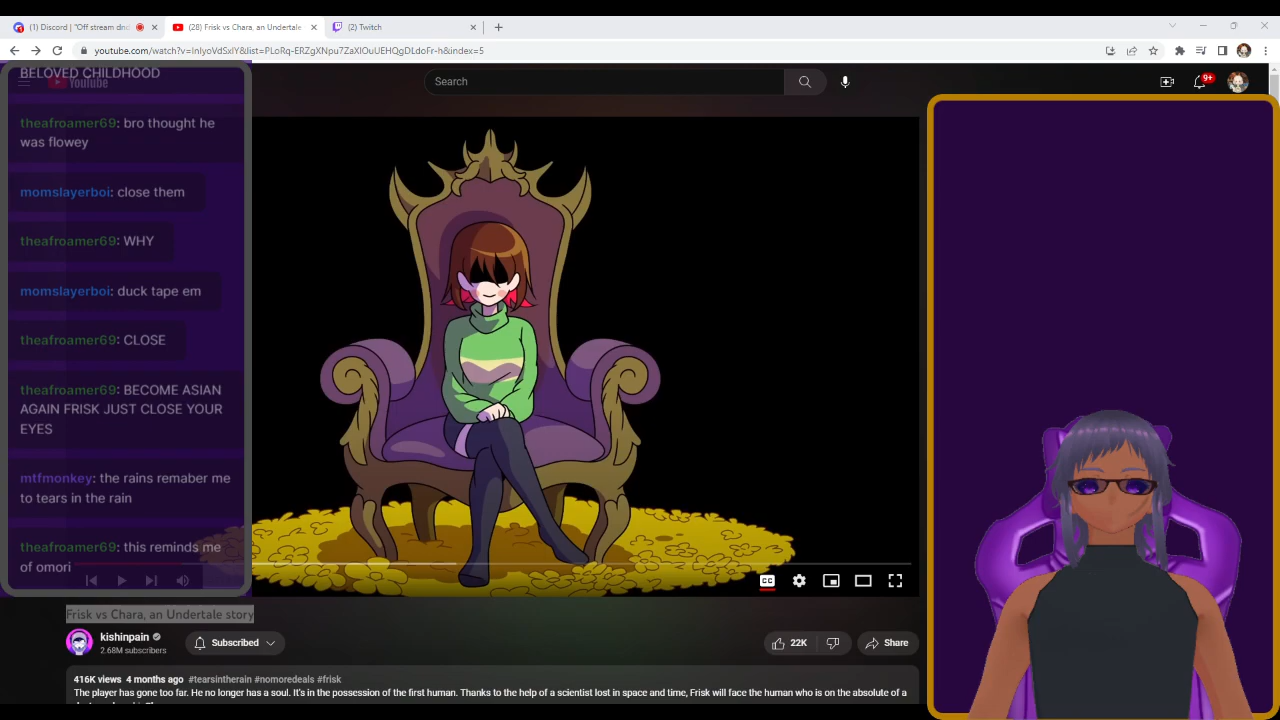 (1) Discord | "Off stream dnd
(28) Frisk vs Chara, an Undertale
(2) Twitch
youtube.com/watch?v=inIyoVdSxlY&list=PLoRq-ERZgXNpu7ZaXIOuUEHQgDLdoFr-h&index=5
BELOVED CHILDHOOD
YouTube
Search
9+
theafroamer69: bro thought he
was flowey
momslayerboi: close them
theafroamer69: WHY
momslayerboi: duck tape em
theafroamer69: CLOSE
theafroamer69: BECOME ASIAN
AGAIN FRISK JUST CLOSE YOUR
EYES
mtfmonkey: the rains remaber me
to tears in the rain
theafroamer69: this reminds me
of omori
CC
Frisk vs Chara, an Undertale story
kishinpain
2.68M subscribers
Subscribed
22K
Share
416K views 4 months ago #tearsintherain #nomoredeals #frisk
The player has gone too far. He no longer has a soul. It's in the possession of the first human. Thanks to the help of a scientist lost in space and time, Frisk will face the human who is on the absolute of a